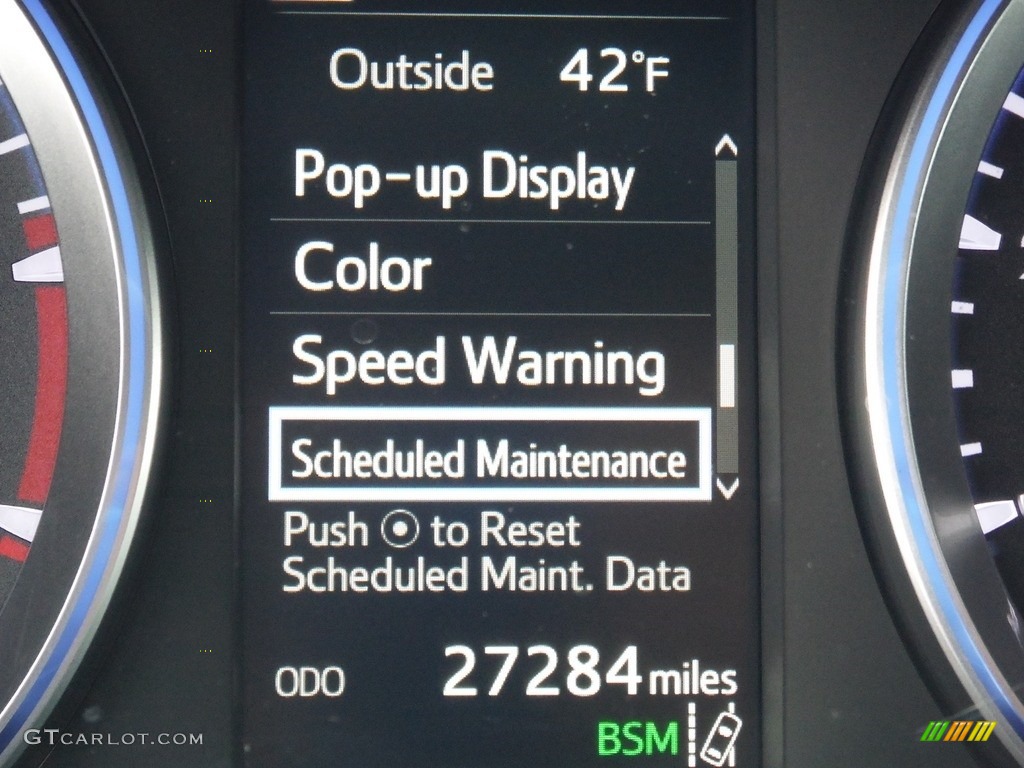 Outside 42°F
Pop-up Display
Color
Speed Warning
Scheduled Maintenance
Push to Reset
Scheduled Maint. Data
ODO 27284 miles
BSM
GTCARLOT.COM